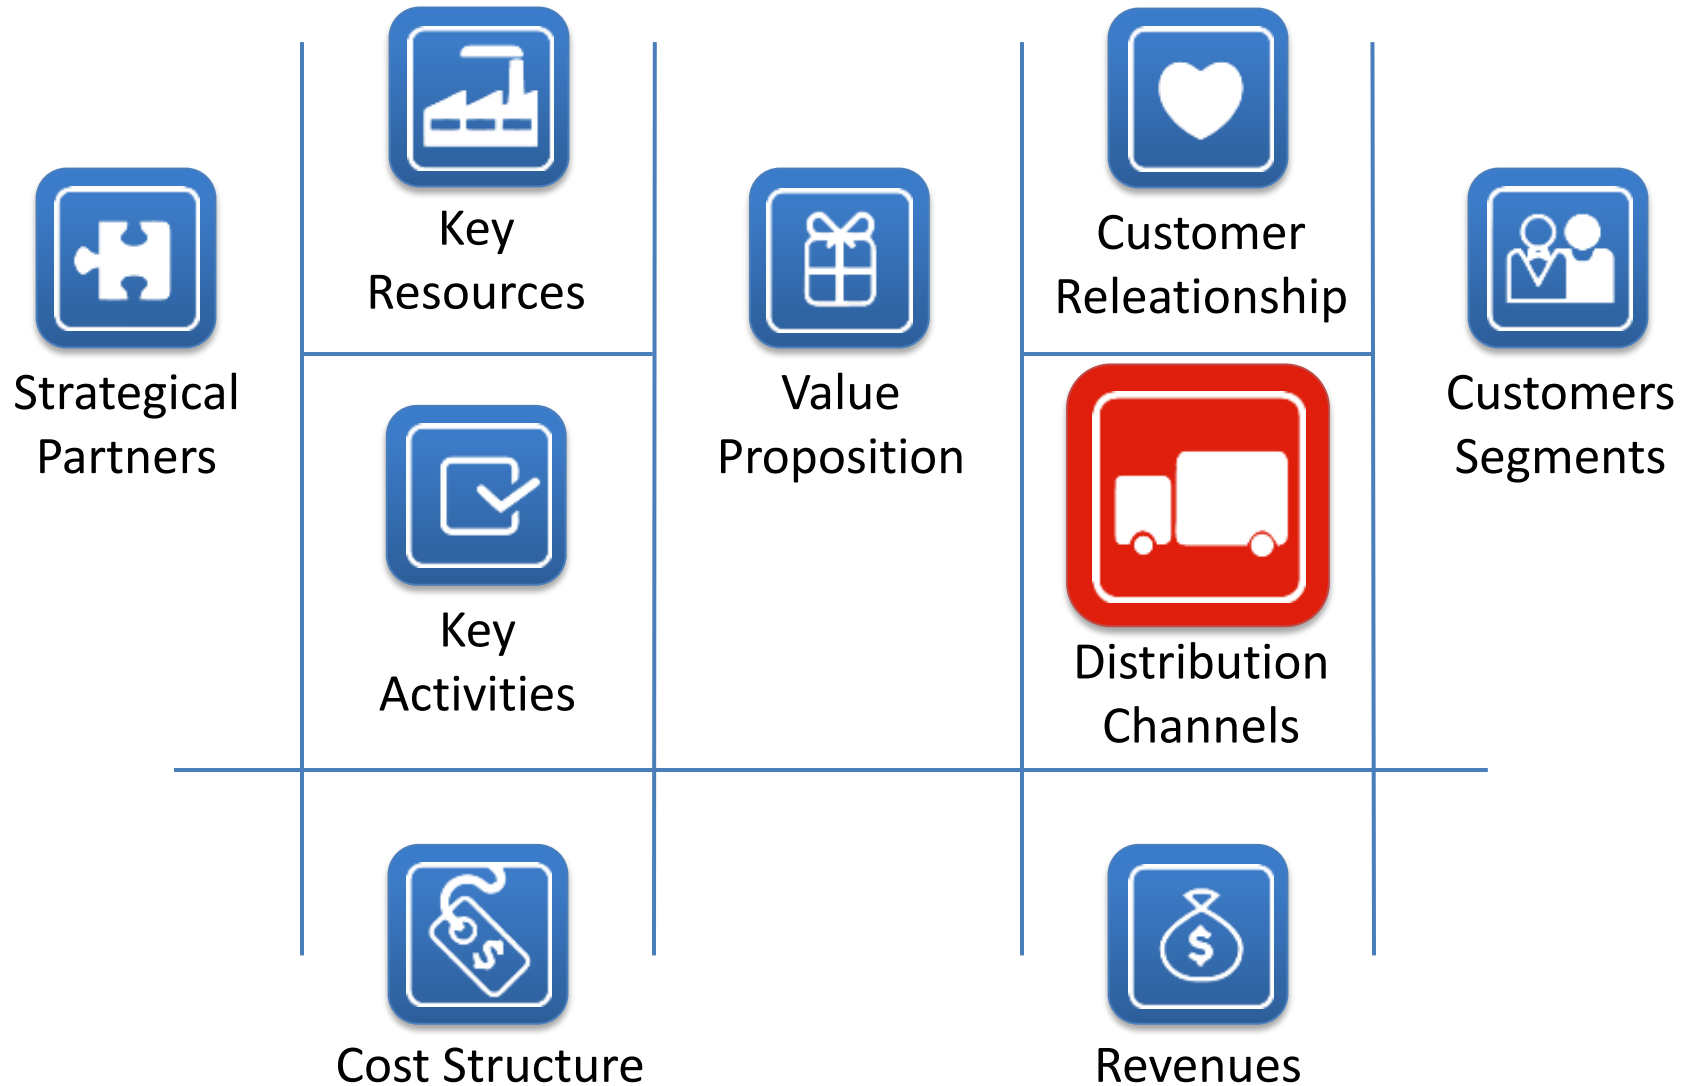 Strategical
Partners
Key
Resources
Key
Activities
Value
Proposition
Customer
Releationship
Distribution
Channels
Customers
Segments
$
Cost Structure
$
Revenues